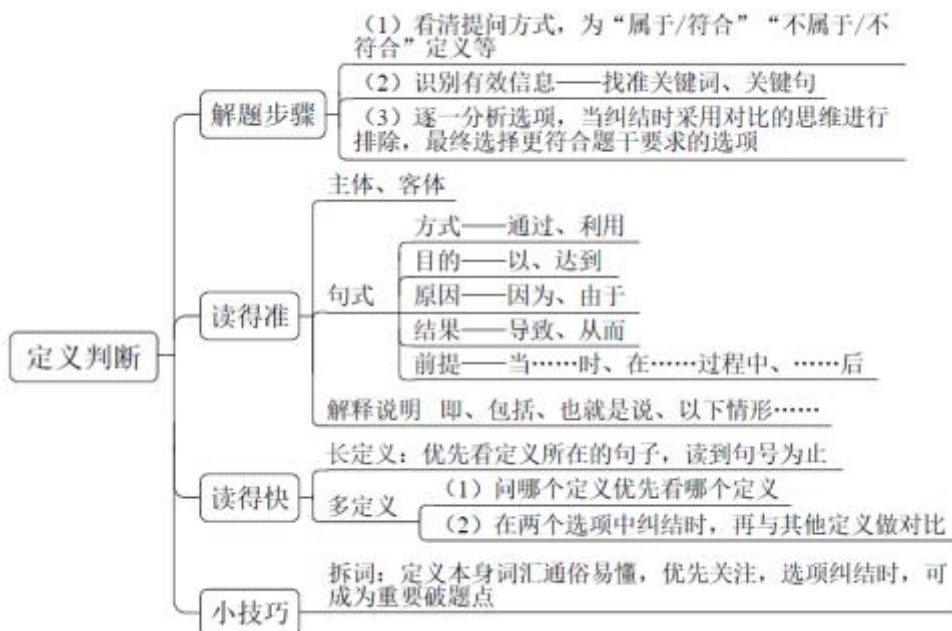 定义判断
解题步骤
（1）看清提问方式，为“属于/符合”“不属于/不
符合”定义等
（2）识别有效信息——找准关键词、关键句
（3）逐一分析选项，当纠结时采用对比的思维进行
排除，最终选择更符合题干要求的选项
读得准
主体、客体
句式
方式——通过、利用
目的——以、达到
原因——因为、由于
结果——导致、从而
前提——当……时、在……过程中、……后
解释说明 即、包括、也就是说、以下情形……
读得快
长定义：优先看定义所在的句子，读到句号为止
多定义
（1）问哪个定义优先看哪个定义
（2）在两个选项中纠结时，再与其他定义做对比
小技巧
拆词：定义本身词汇通俗易懂，优先关注，选项纠结时，可
成为重要破题点